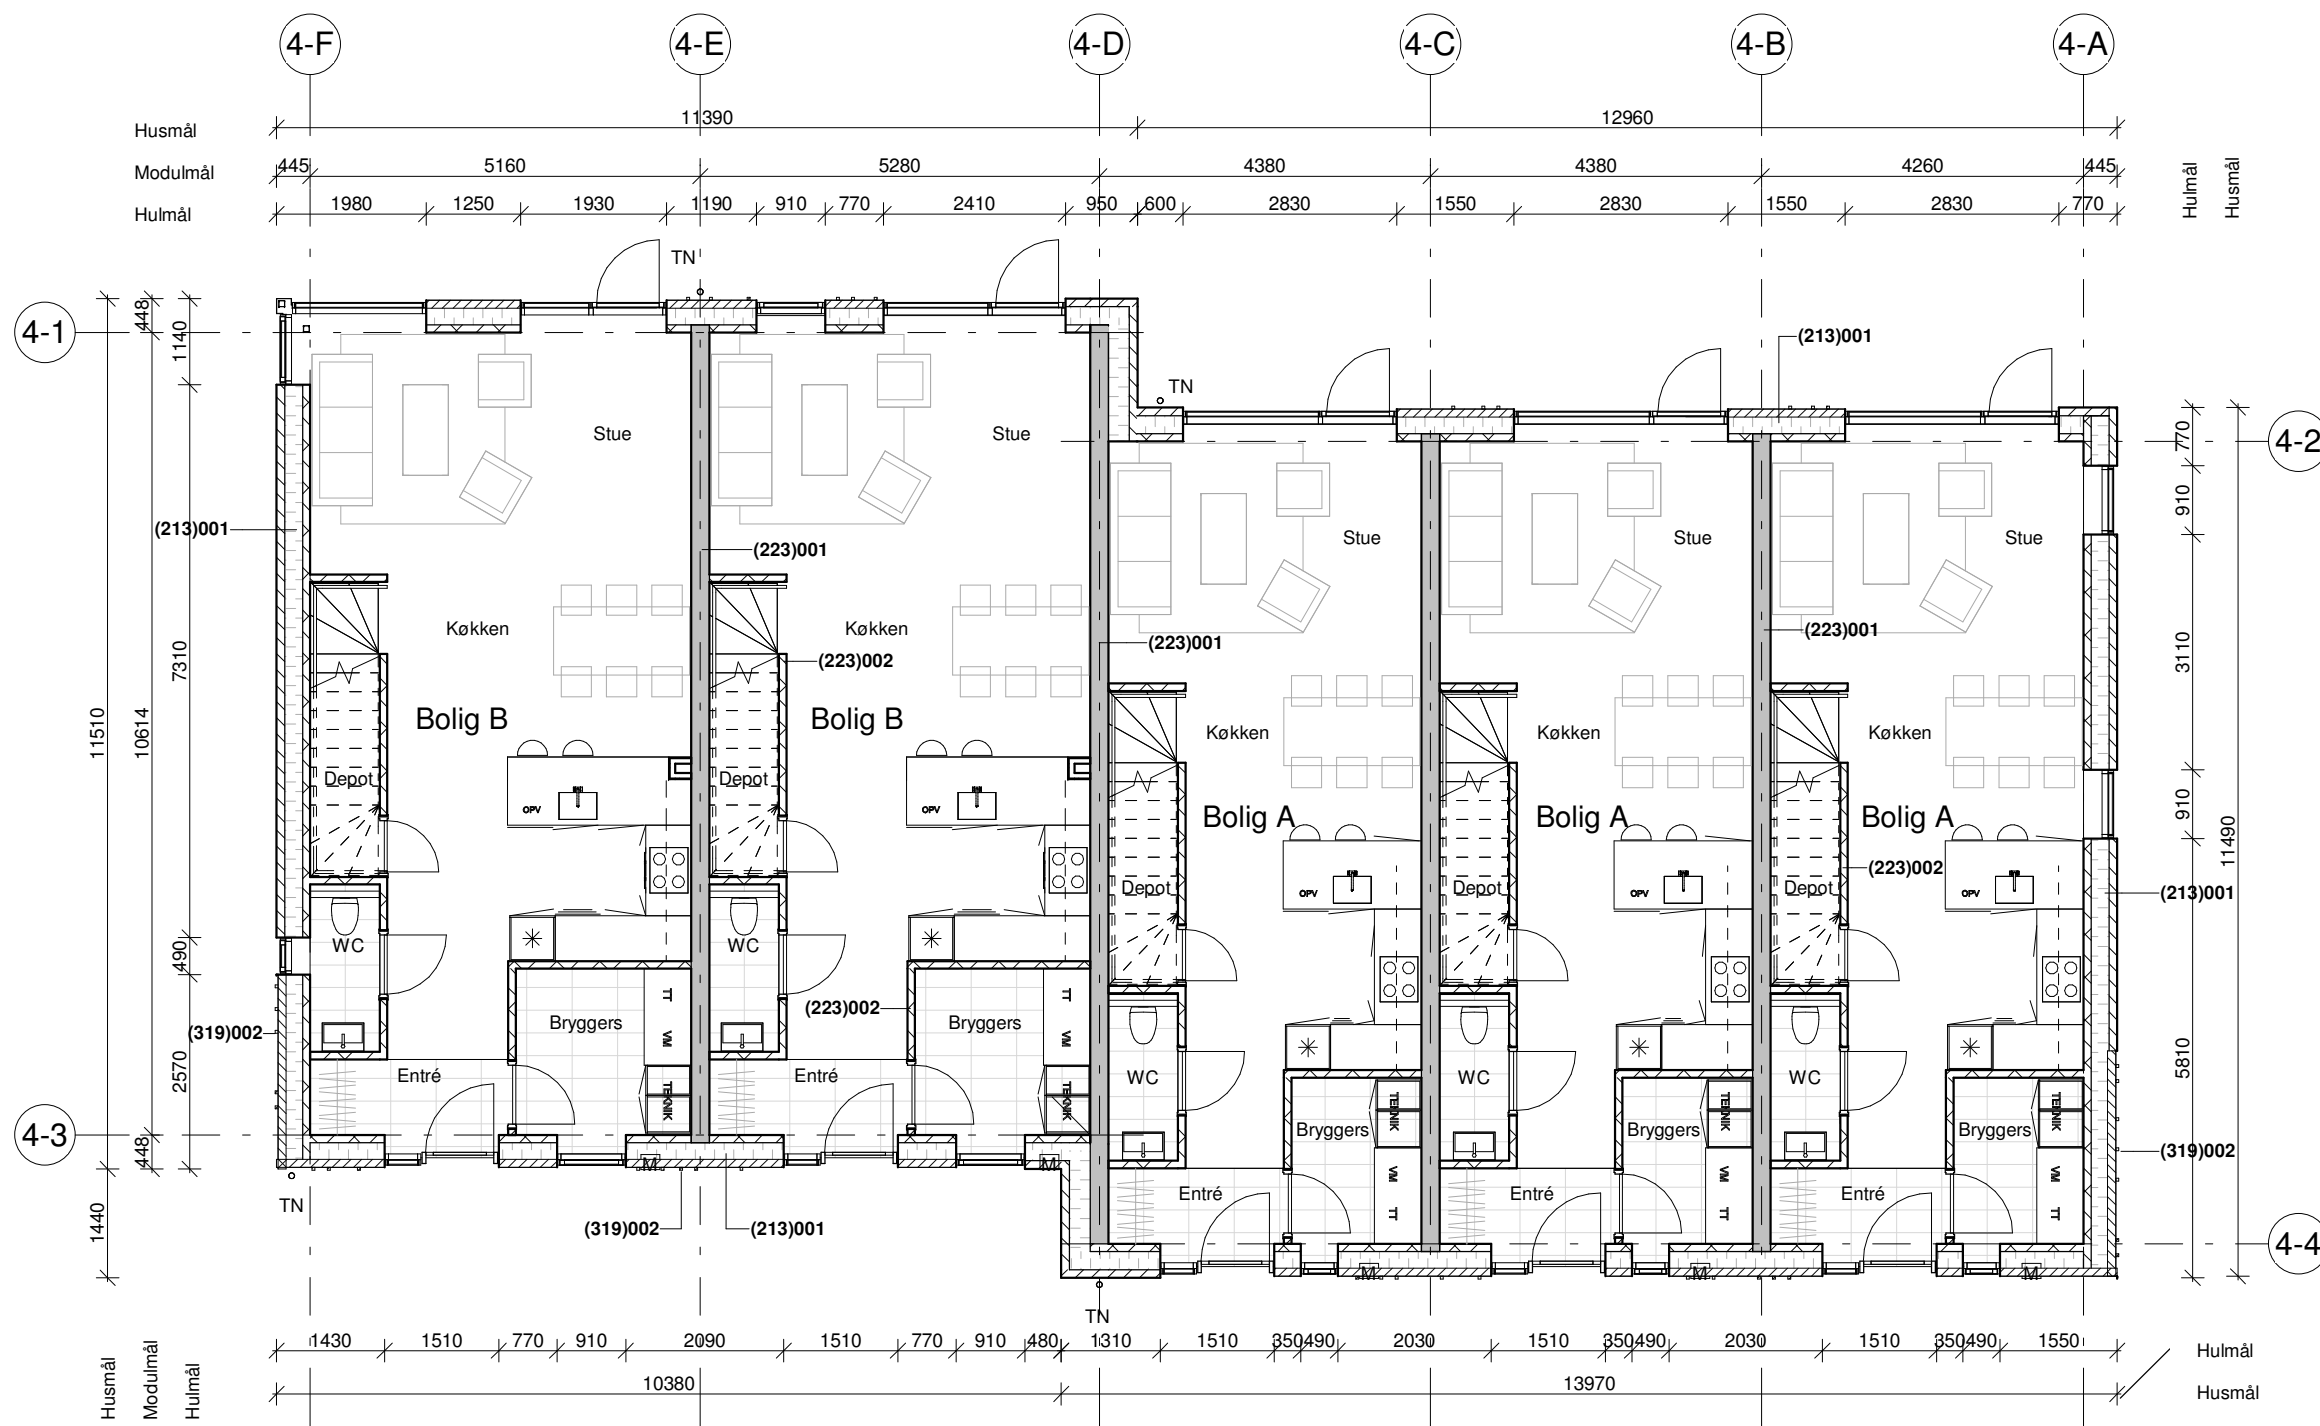 4-F 4-E 4-D 4-C 4-B 4-A
Husmål 11390 12960
Modulmål 445 5160 5280 4380 4380 4260 445
Hulmål 1980 1250 1930 1190 910 770 2410 950 600 2830 1550 2830 1550 2830 770
Hulmål
Husmål
TN
4-1
448
1140
(213)001
TN
4-2
770
Stue Stue
910
(213)001
(223)001
Stue Stue Stue
Køkken Køkken
(223)001
(223)001
(223)002
3110
7310
10614
11510
Bolig B Bolig B
Køkken Køkken Køkken
Depot Depot
OPV OPV
910
Bolig A Bolig A Bolig A
11490
(223)002
Depot Depot Depot
OPV OPV OPV
(213)001
WC WC
490
TT TT
(223)002
Bryggers Bryggers
(319)002
VM VM
2570
Entré Entré
TEKNIK TEKNIK
WC WC WC
5810
TEKNIK TEKNIK TEKNIK
4-3
448
Bryggers Bryggers Bryggers
(319)002
M M
VM VM VM
Entré Entré Entré
TN
1440
TT TT TT
(319)002 (213)001
4-4
M M M
TN
1430 1510 770 910 2090 1510 770 910 480 1310 1510 350 490 2030 1510 350 490 2030 1510 350 490 1550 Hulmål
10380 13970 Husmål
Husmål
Modulmål
Hulmål